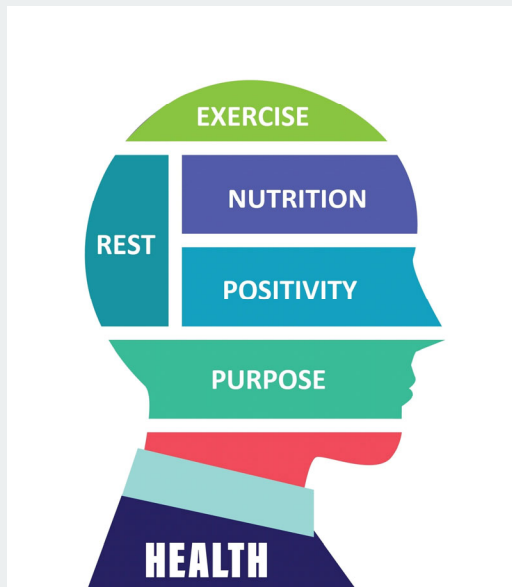 EXERCISE
NUTRITION
REST
POSITIVITY
PURPOSE
HEALTH